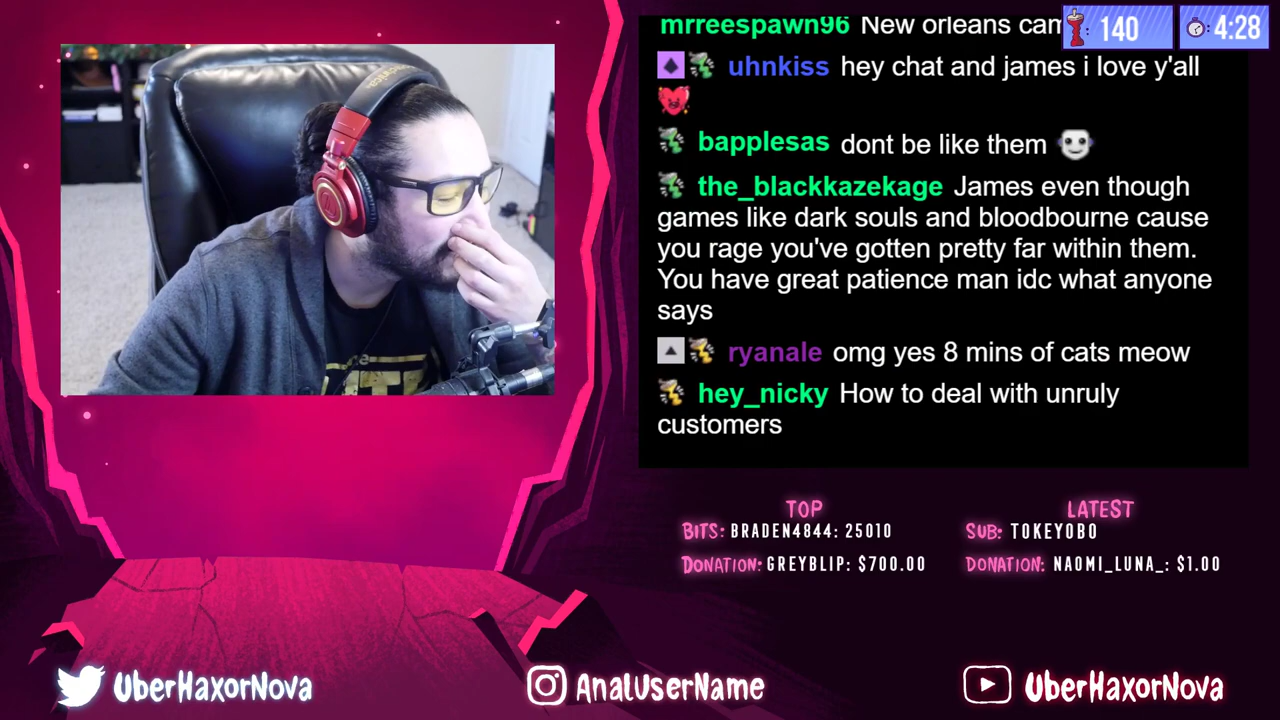 mrreespawn96 New orleans cam
140
4:28
uhnkiss hey chat and james i love y'all
bapplesas dont be like them
the_blackkazekage James even though
games like dark souls and bloodbourne cause
you rage you've gotten pretty far within them.
You have great patience man idc what anyone
says
ryanale omg yes 8 mins of cats meow
hey_nicky How to deal with unruly
customers
TOP
BITS: BRADEN4844: 25010
DONATION: GREYBLIP: $700.00
LATEST
SUB: TOKEYOBO
DONATION: NAOMI_LUNA_: $1.00
UberHaxorNova
AnalUserName
UberHaxorNova